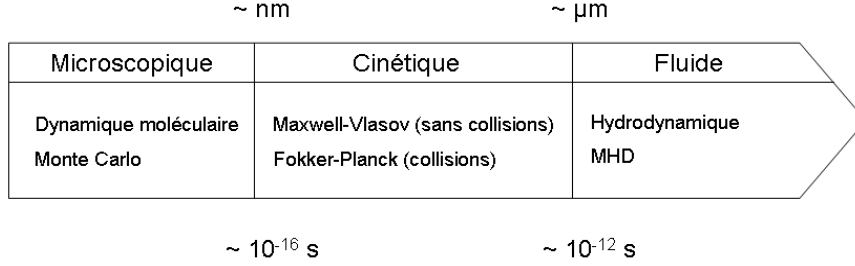 ~ nm ~ μm
Microscopique Cinétique Fluide
Dynamique moléculaire Maxwell-Vlasov (sans collisions) Hydrodynamique
Monte Carlo Fokker-Planck (collisions) MHD
~ 10⁻¹⁶ s ~ 10⁻¹² s